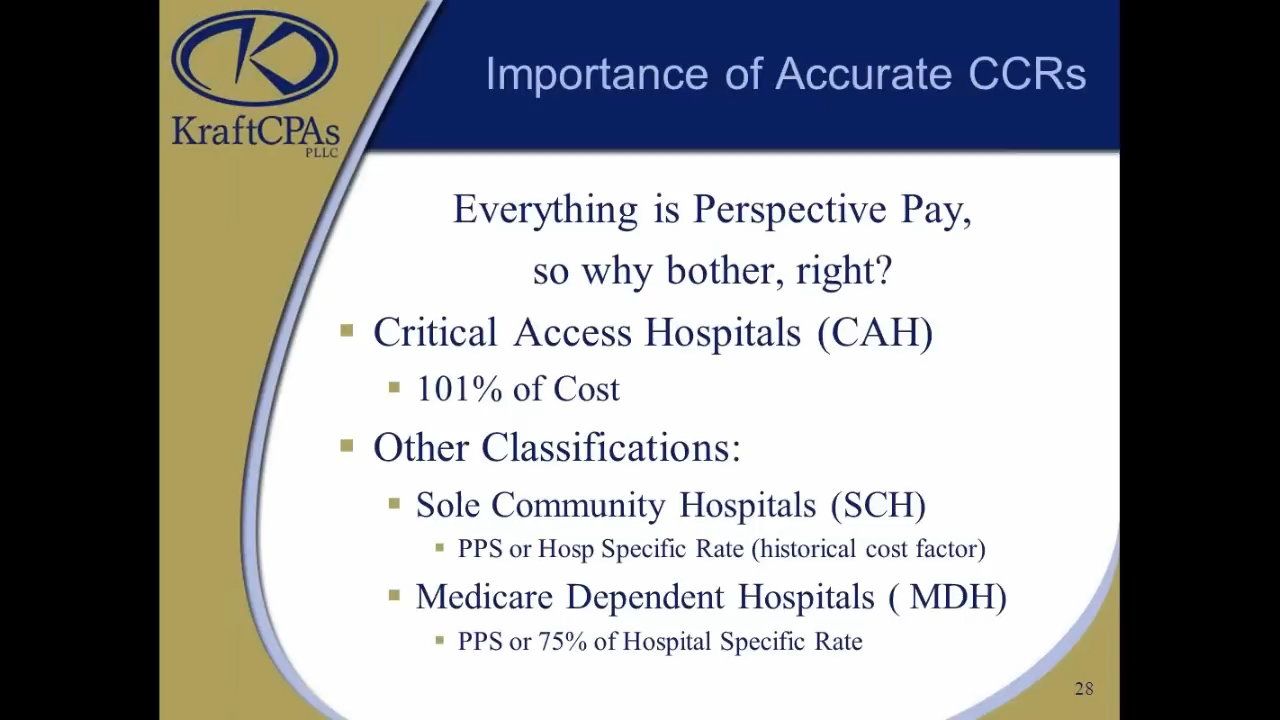 KraftCPAs
PLLC
Importance of Accurate CCRs
Everything is Perspective Pay,
so why bother, right?
Critical Access Hospitals (CAH)
101% of Cost
Other Classifications:
Sole Community Hospitals (SCH)
PPS or Hosp Specific Rate (historical cost factor)
Medicare Dependent Hospitals ( MDH)
PPS or 75% of Hospital Specific Rate
28